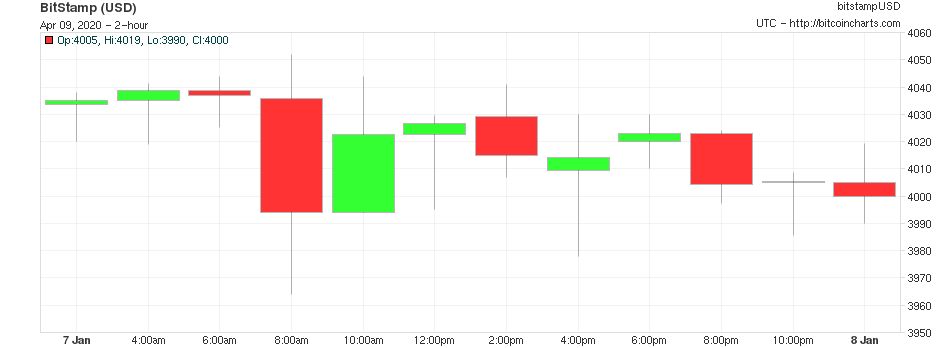 BitStamp (USD)
bitstampUSD
Apr 09, 2020 - 2-hour
UTC - http://bitcoincharts.com
Op:4005, Hi:4019, Lo:3990, Cl:4000
4060
4050
4040
4030
4020
4010
4000
3990
3980
3970
3960
3950
7 Jan 4:00am 6:00am 8:00am 10:00am 12:00pm 2:00pm 4:00pm 6:00pm 8:00pm 10:00pm 8 Jan